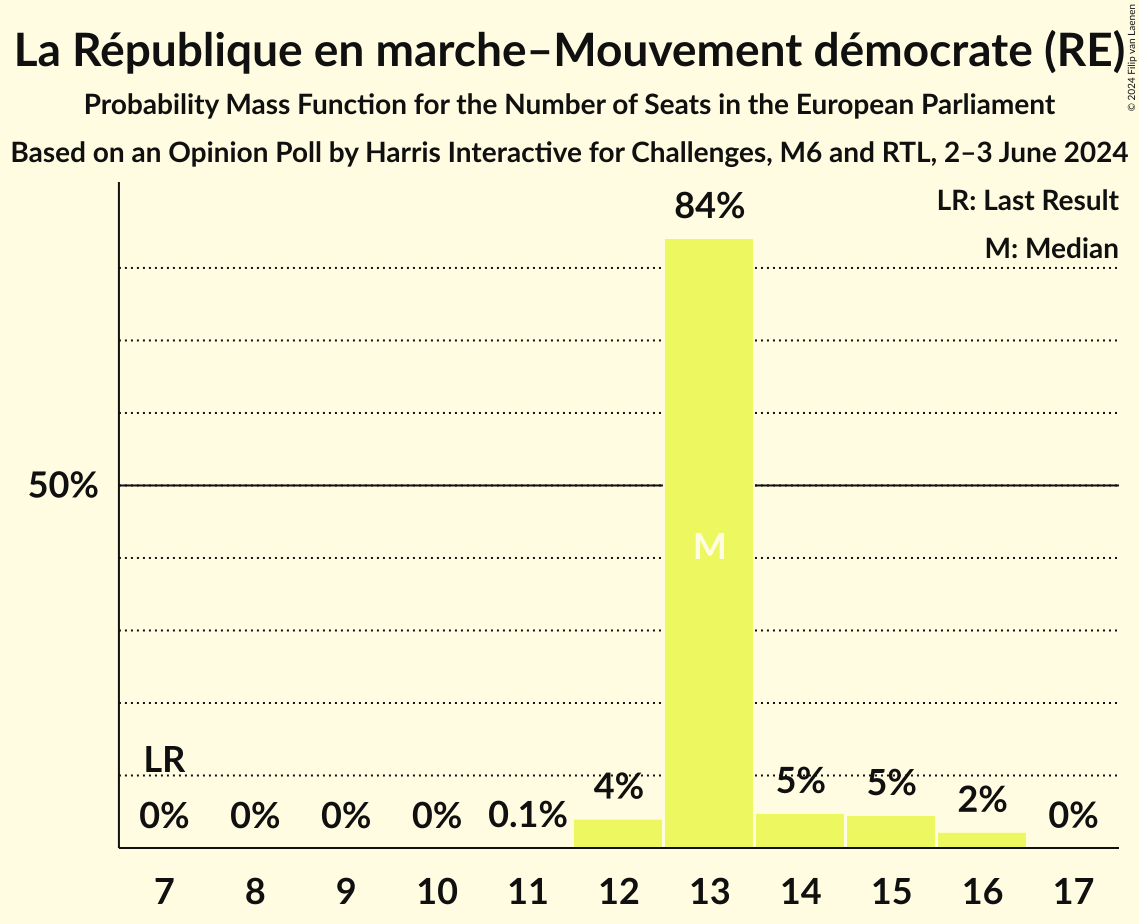 La République en marche–Mouvement démocrate (RE)
© 2024 Filip van Laenen
Probability Mass Function for the Number of Seats in the European Parliament
Based on an Opinion Poll by Harris Interactive for Challenges, M6 and RTL, 2–3 June 2024
LR: Last Result
M: Median
84%
50%
M
LR
0%
0%
0%
0%
0.1%
4%
5%
5%
2%
0%
7 8 9 10 11 12 13 14 15 16 17